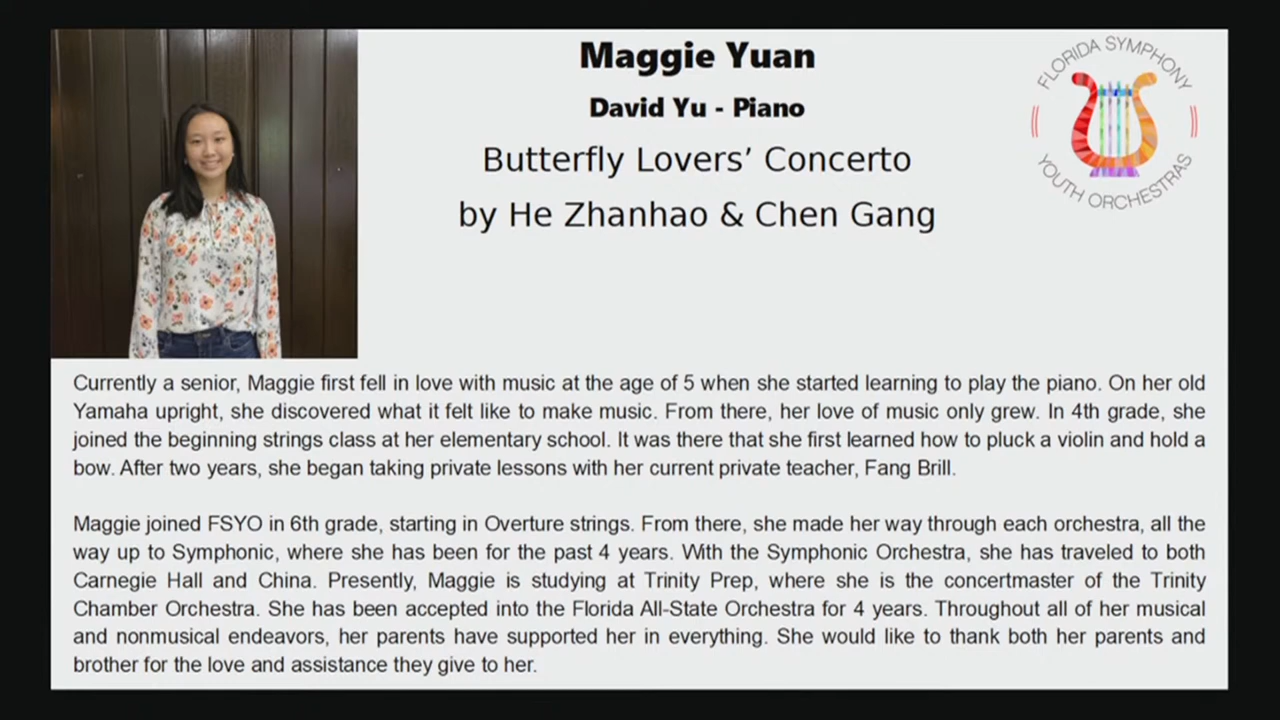 Maggie Yuan
David Yu - Piano
Butterfly Lovers’ Concerto
by He Zhanhao & Chen Gang
FLORIDA SYMPHONY
YOUTH ORCHESTRAS
Currently a senior, Maggie first fell in love with music at the age of 5 when she started learning to play the piano. On her old
Yamaha upright, she discovered what it felt like to make music. From there, her love of music only grew. In 4th grade, she
joined the beginning strings class at her elementary school. It was there that she first learned how to pluck a violin and hold a
bow. After two years, she began taking private lessons with her current private teacher, Fang Brill.
Maggie joined FSYO in 6th grade, starting in Overture strings. From there, she made her way through each orchestra, all the
way up to Symphonic, where she has been for the past 4 years. With the Symphonic Orchestra, she has traveled to both
Carnegie Hall and China. Presently, Maggie is studying at Trinity Prep, where she is the concertmaster of the Trinity
Chamber Orchestra. She has been accepted into the Florida All-State Orchestra for 4 years. Throughout all of her musical
and nonmusical endeavors, her parents have supported her in everything. She would like to thank both her parents and
brother for the love and assistance they give to her.